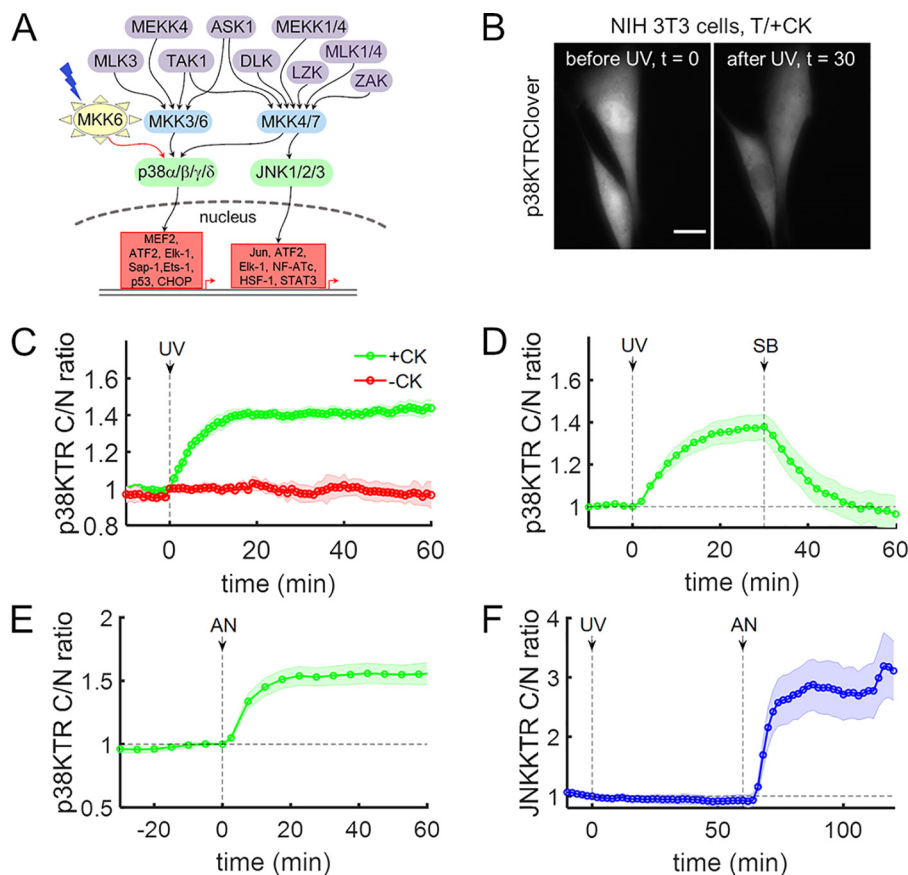 A
MEKK4
ASK1
MEKK1/4
MLK3
TAK1
DLK
LZK
MLK1/4
ZAK
MKK6
MKK3/6
MKK4/7
p38α/β/γ/δ
JNK1/2/3
nucleus
MEF2,
ATF2, Elk-1,
Sap-1,Ets-1,
p53, CHOP
Jun, ATF2,
Elk-1, NF-ATc,
HSF-1, STAT3
B
NIH 3T3 cells, T/+CK
before UV, t = 0
after UV, t = 30
p38KTRClover
C
UV
+CK
-CK
p38KTR C/N ratio
1.6
1.4
1.2
1
0.8
0
20
40
60
time (min)
D
UV
SB
p38KTR C/N ratio
1.6
1.4
1.2
1
0
20
40
60
time (min)
E
AN
p38KTR C/N ratio
2
1.5
1
0.5
-20
0
20
40
60
time (min)
F
UV
AN
JNKKTR C/N ratio
4
3
2
1
0
50
100
time (min)